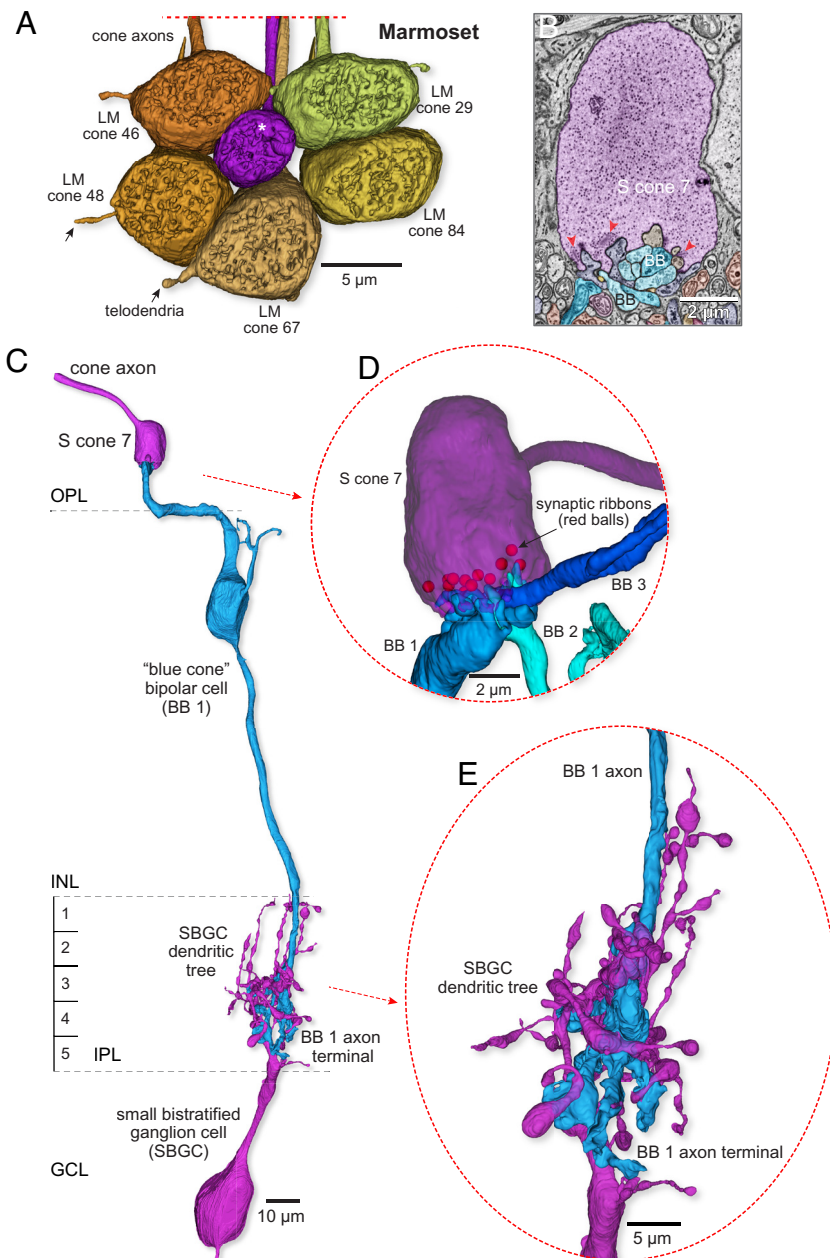 A
Marmoset
cone axons
LM
cone 46
LM
cone 29
*
LM
cone 48
LM
cone 84
telodendria
LM
cone 67
5 µm
B
S cone 7
BB
BB
2 µm
C
cone axon
S cone 7
OPL
"blue cone"
bipolar cell
(BB 1)
INL
1
2
3
4
5
IPL
SBGC
dendritic
tree
BB 1 axon
terminal
small bistratified
ganglion cell
(SBGC)
GCL
10 µm
D
S cone 7
synaptic ribbons
(red balls)
BB 3
BB 2
BB 1
2 µm
E
BB 1 axon
SBGC
dendritic tree
BB 1 axon terminal
5 µm